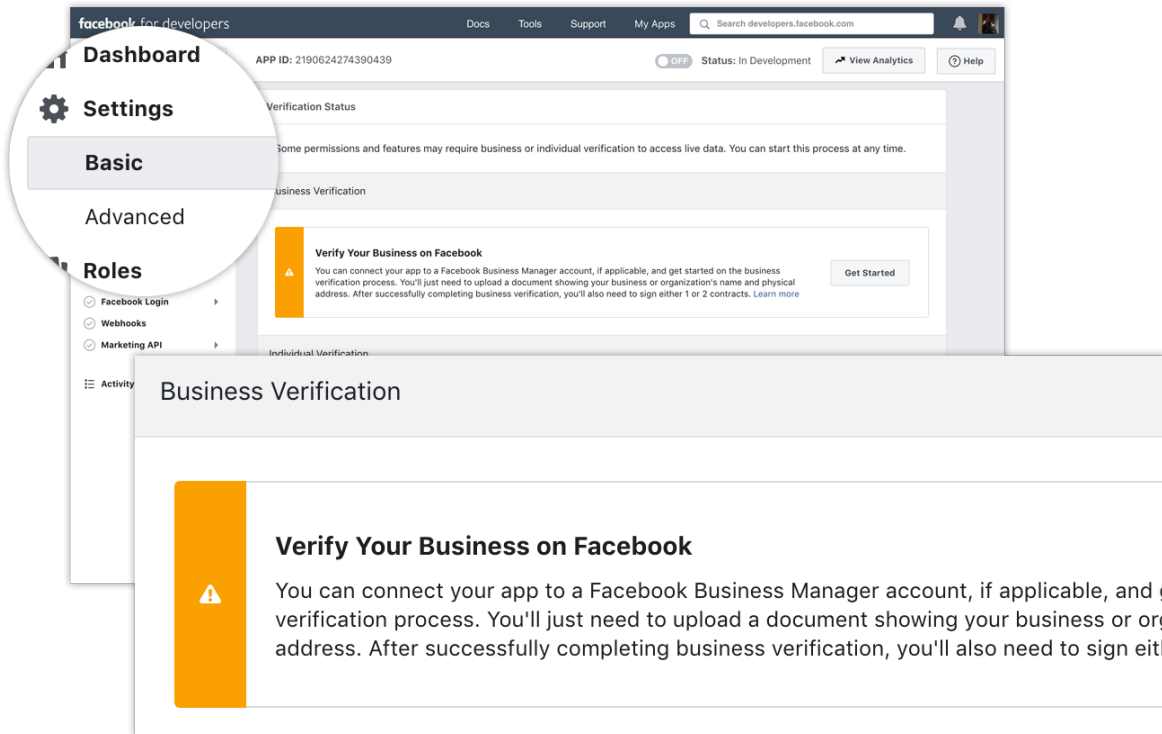 facebook for developers
Docs
Tools
Support
My Apps
Search developers.facebook.com
Dashboard
Settings
Basic
Advanced
Roles
APP ID: 2190624274390439
OFF
Status: In Development
View Analytics
Help
Verification Status
Some permissions and features may require business or individual verification to access live data. You can start this process at any time.
Business Verification
Verify Your Business on Facebook
You can connect your app to a Facebook Business Manager account, if applicable, and get started on the business
verification process. You'll just need to upload a document showing your business or organization's name and physical
address. After successfully completing business verification, you'll also need to sign either 1 or 2 contracts. Learn more
Get Started
Facebook Login
Webhooks
Marketing API
Activity
Individual Verification
Business Verification
Verify Your Business on Facebook
You can connect your app to a Facebook Business Manager account, if applicable, and
verification process. You'll just need to upload a document showing your business or
address. After successfully completing business verification, you'll also need to sign